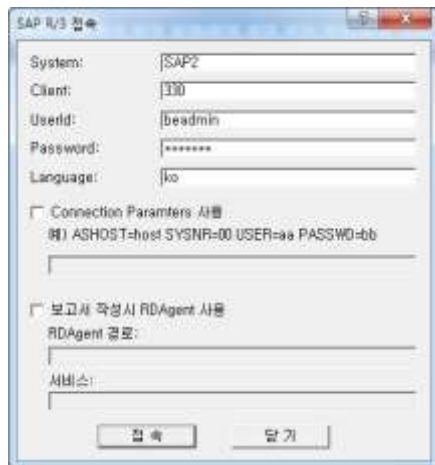 SAP R/3 접속
System: SAP2
Client: 330
UserId: beadmin
Password: *******
Language: ko
Connection Paramters 사용
예) ASHOST=host SYSNR=00 USER=aa PASSWD=bb
보고서 작성시 RDAgent 사용
RDAgent 경로:
서비스:
접 속 닫 기